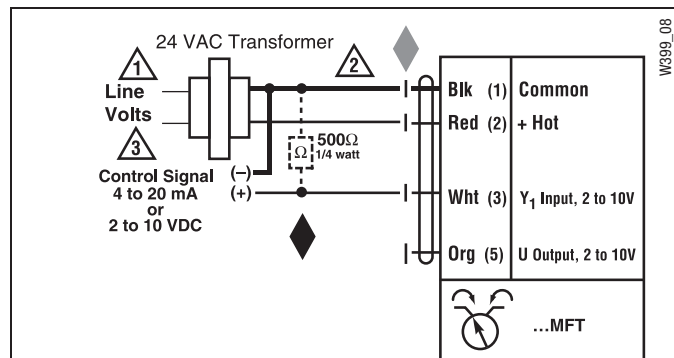 24 VAC Transformer
1
2
Line
Volts
3
Control Signal (–)
4 to 20 mA (+)
or
2 to 10 VDC
Ω 500Ω
1/4 watt
Blk (1) Common
Red (2) + Hot
Wht (3) Y₁ Input, 2 to 10V
Org (5) U Output, 2 to 10V
...MFT
W399_08